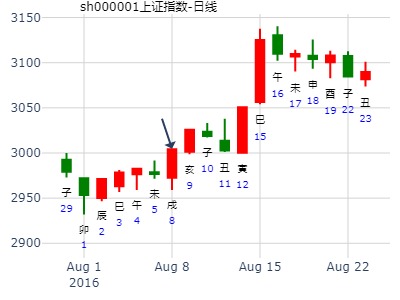 sh000001上证指数-日线
3150
3100
3050
3000
2950
2900
子
29
卯
1
辰
2
巳
3
午
4
未
5
戌
8
亥
9
子
10
丑
11
寅
12
巳
15
午
16
未
17
申
18
酉
19
子
22
丑
23
Aug 1
2016
Aug 8
Aug 15
Aug 22